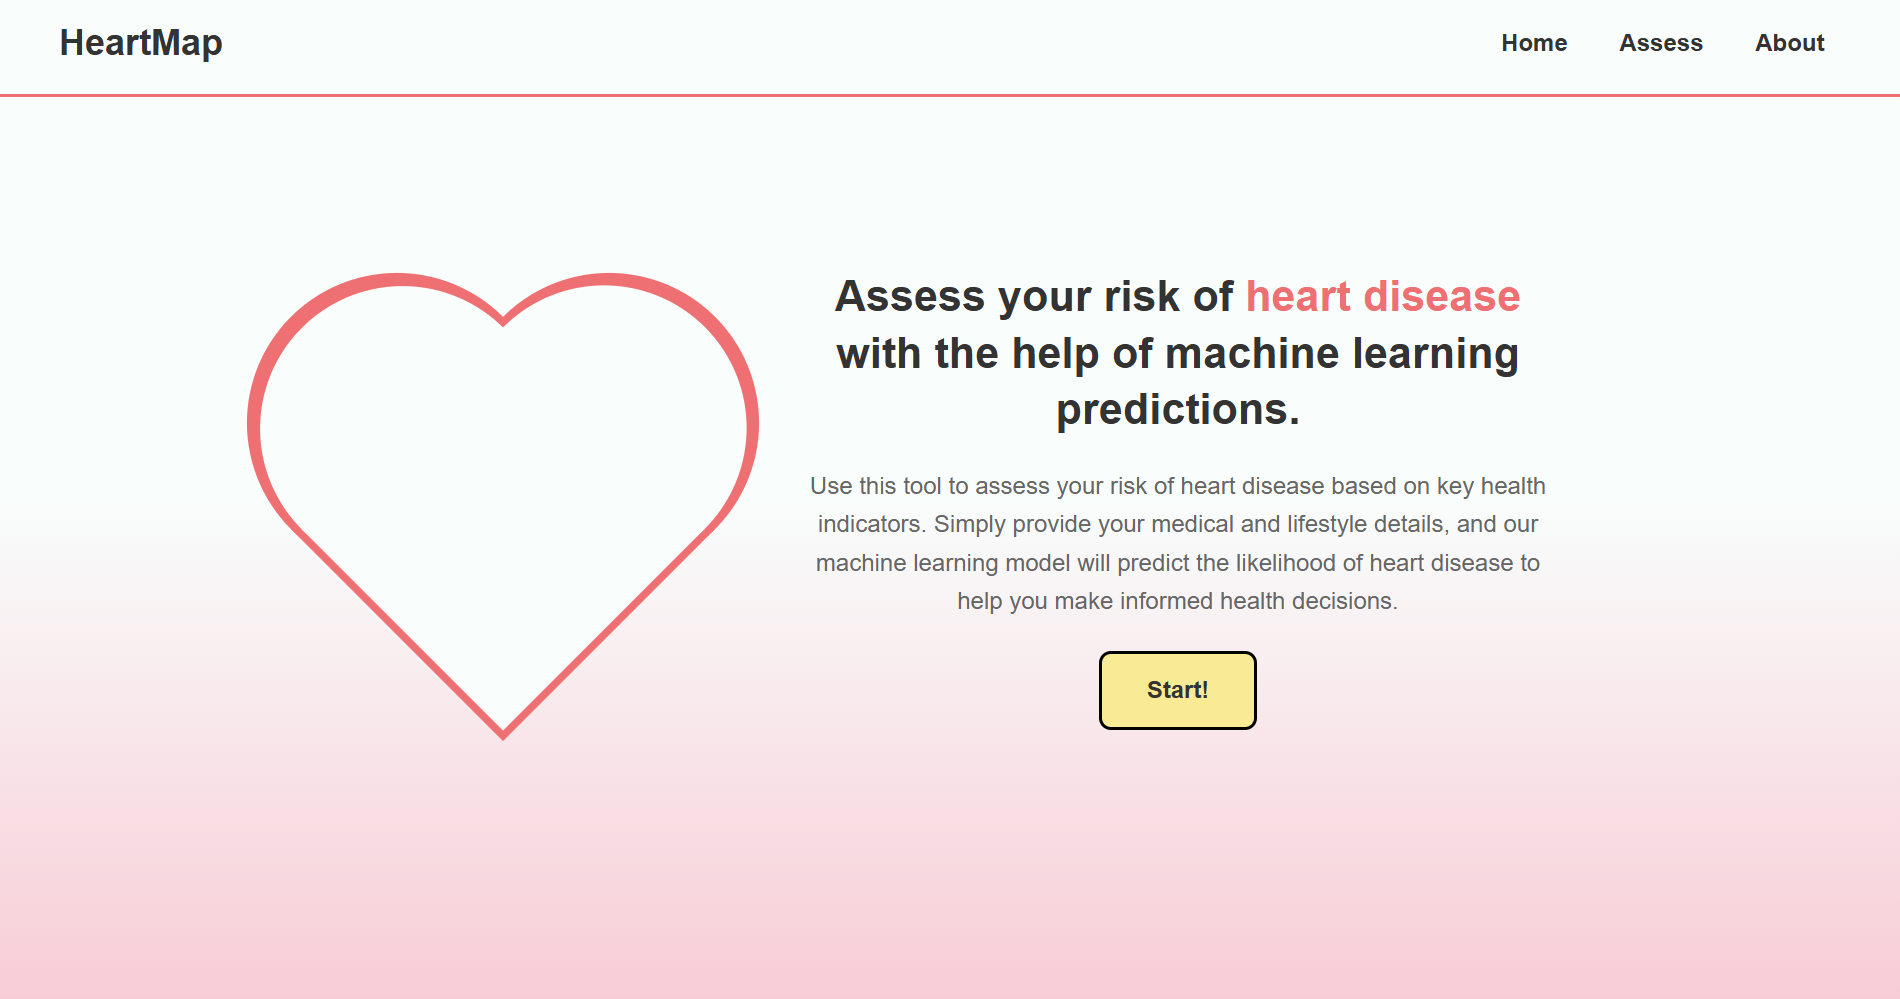 HeartMap
Home Assess About
Assess your risk of heart disease
with the help of machine learning
predictions.
Use this tool to assess your risk of heart disease based on key health
indicators. Simply provide your medical and lifestyle details, and our
machine learning model will predict the likelihood of heart disease to
help you make informed health decisions.
Start!